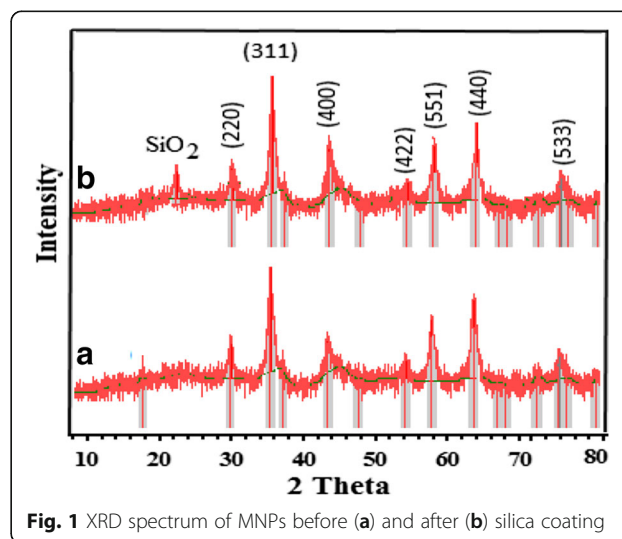 (311)
(220)
(400)
(422)
(551)
(440)
(533)
SiO₂
b
a
Intensity
10 20 30 40 50 60 70 80
2 Theta
Fig. 1 XRD spectrum of MNPs before (a) and after (b) silica coating